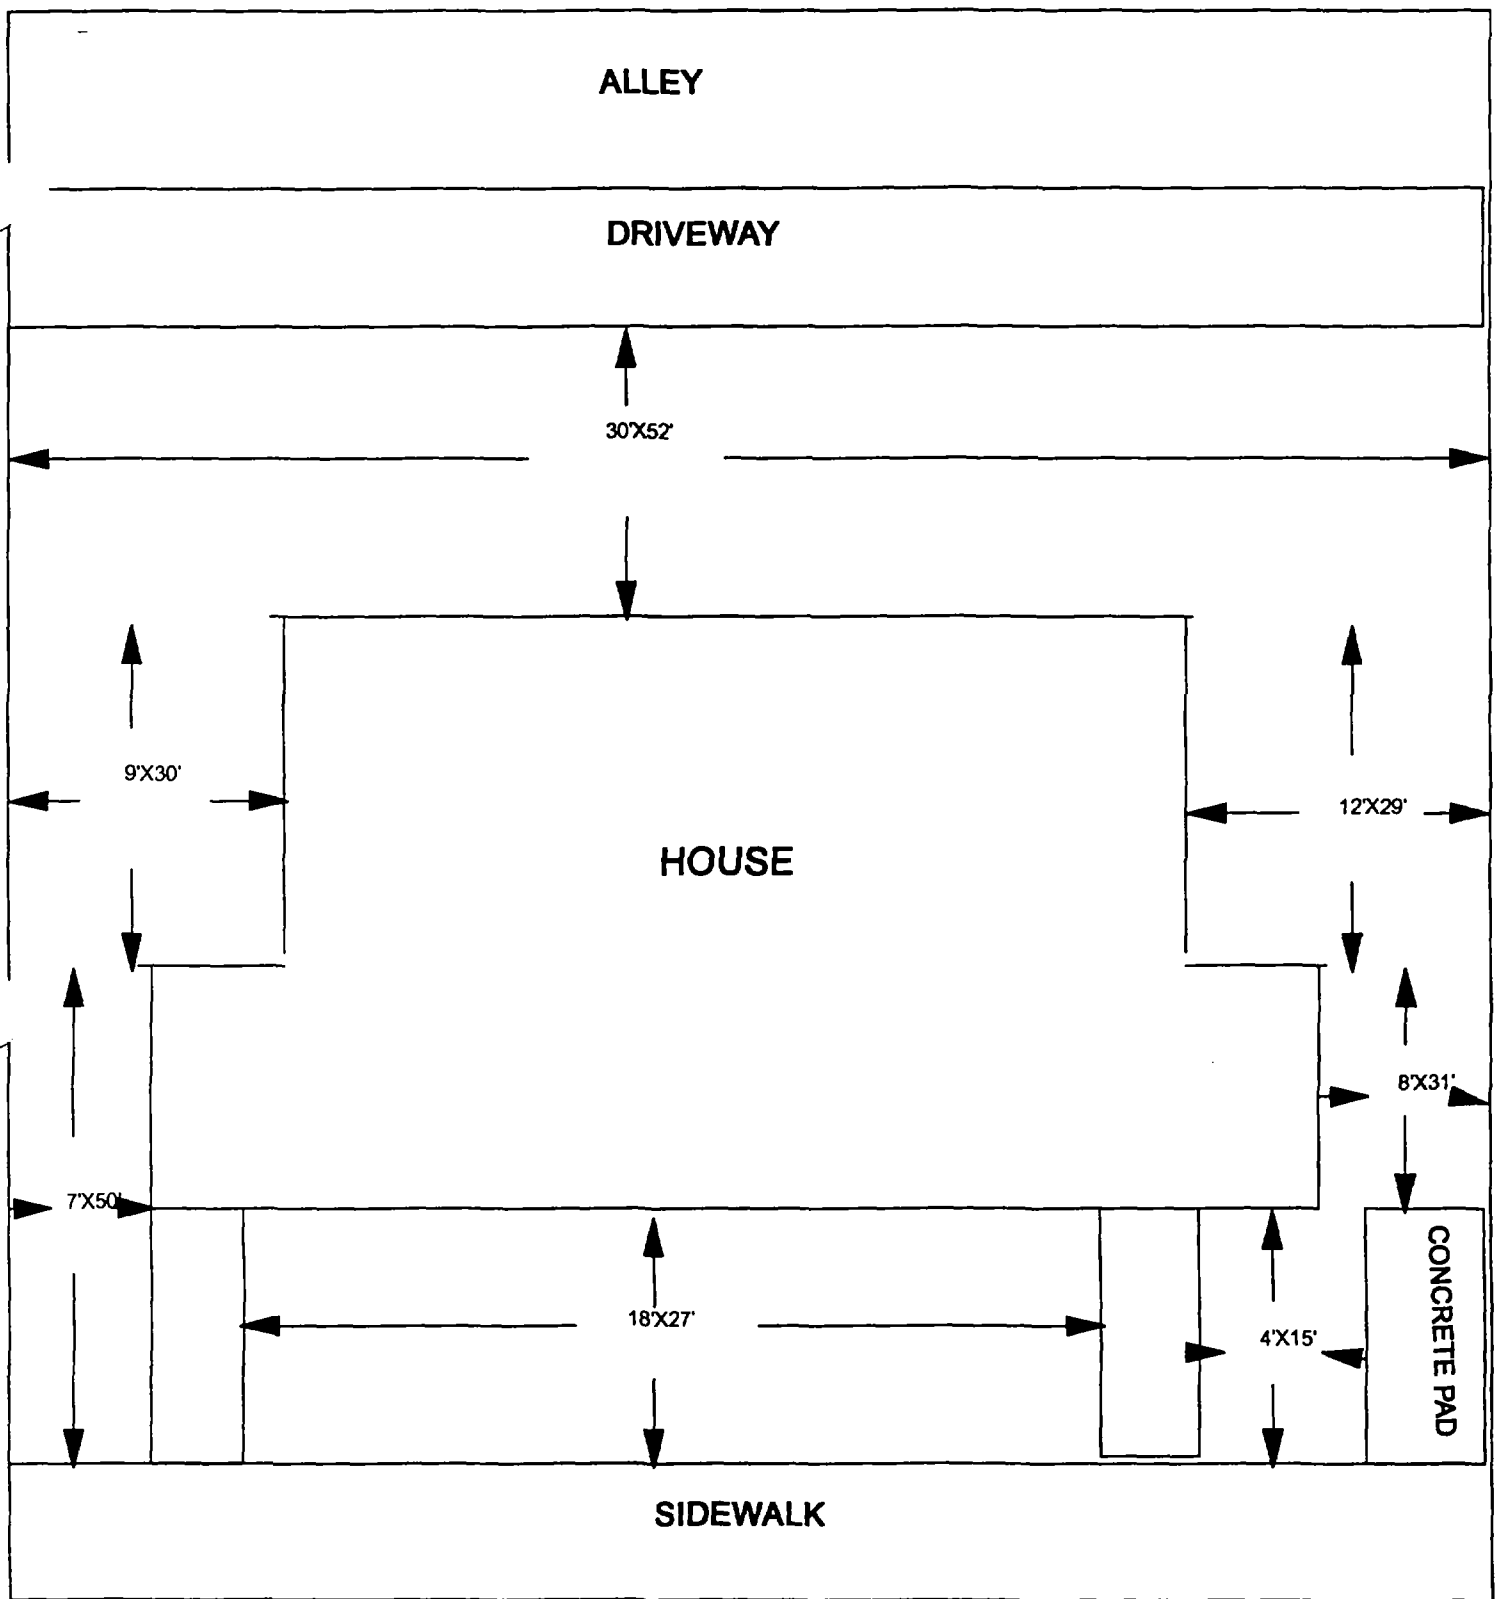 ALLEY
DRIVEWAY
30'X52'
9'X30'
12'X29'
HOUSE
8'X31'
7'X50'
18'X27'
4'X15'
CONCRETE PAD
SIDEWALK